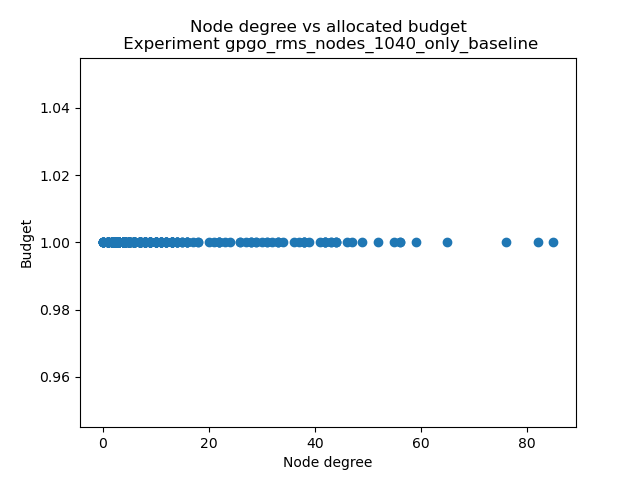 Node degree vs allocated budget
Experiment gpgo_rms_nodes_1040_only_baseline
1.04
1.02
1.00
0.98
0.96
Budget
0
20
40
60
80
Node degree